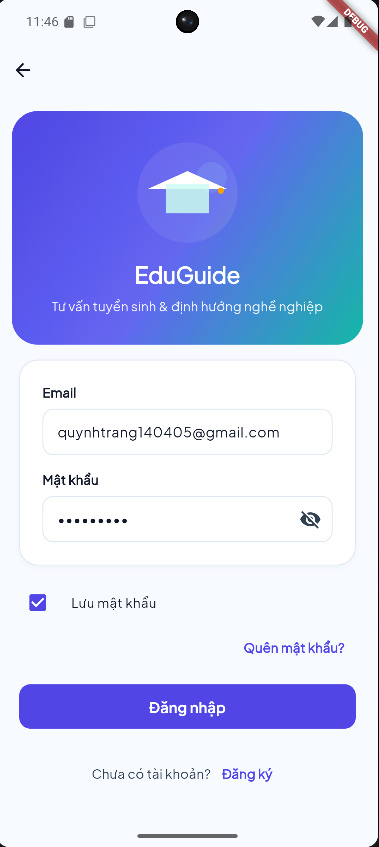 11:46
DEBUG
EduGuide
Tư vấn tuyển sinh & định hướng nghề nghiệp
Email
quynhtrang140405@gmail.com
Mật khẩu
•••••••••
Lưu mật khẩu
Quên mật khẩu?
Đăng nhập
Chưa có tài khoản? Đăng ký